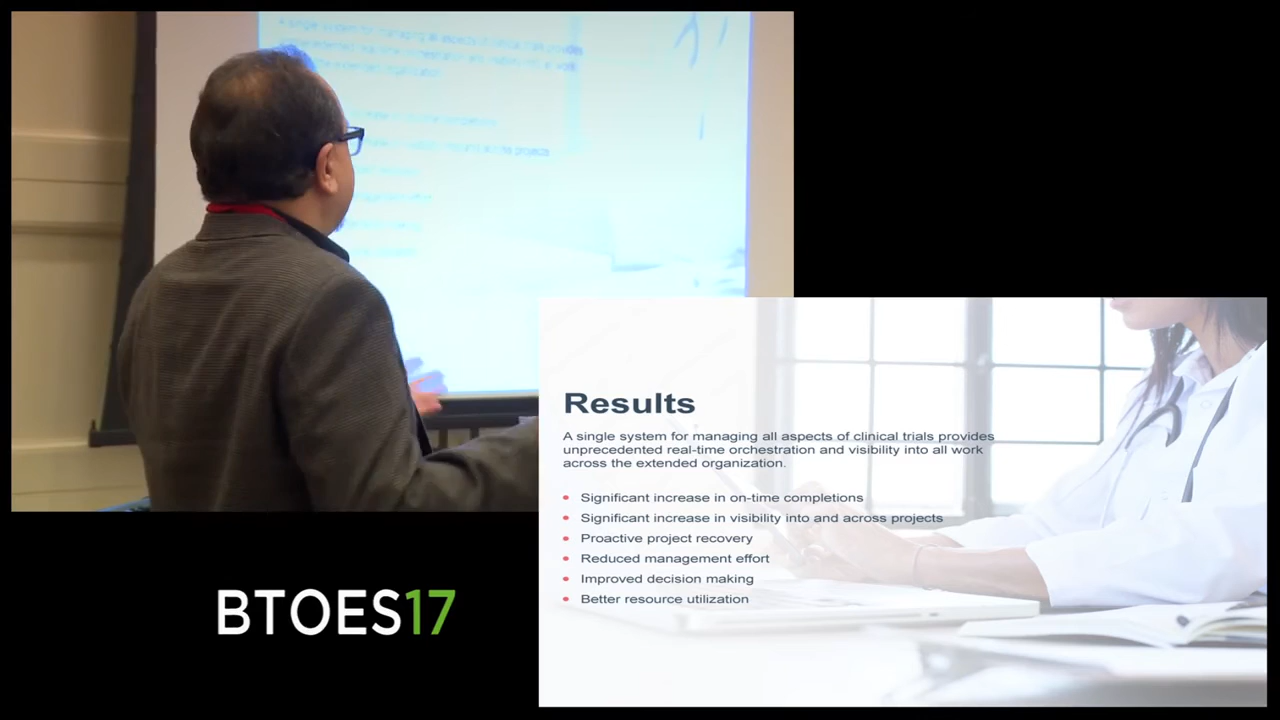 Results
A single system for managing all aspects of clinical trials provides
unprecedented real-time orchestration and visibility into all work
across the extended organization.
• Significant increase in on-time completions
• Significant increase in visibility into and across projects
• Proactive project recovery
• Reduced management effort
• Improved decision making
• Better resource utilization
BTOES17